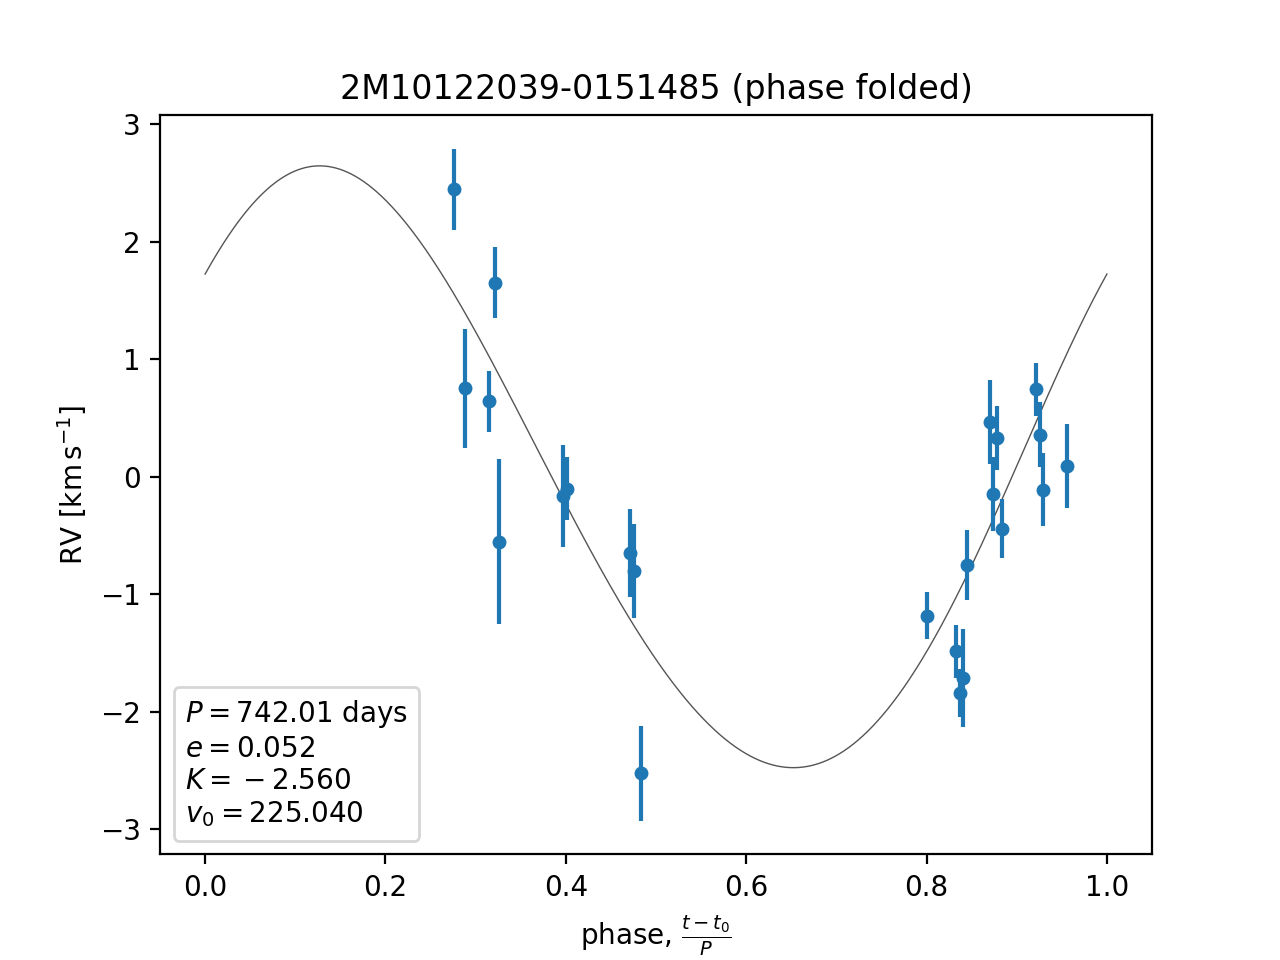 2M10122039-0151485 (phase folded)
3
2
1
0
−1
−2
−3
RV [km s⁻¹]
P = 742.01 days
e = 0.052
K = −2.560
v₀ = 225.040
0.0 0.2 0.4 0.6 0.8 1.0
phase, (t − t₀)/P